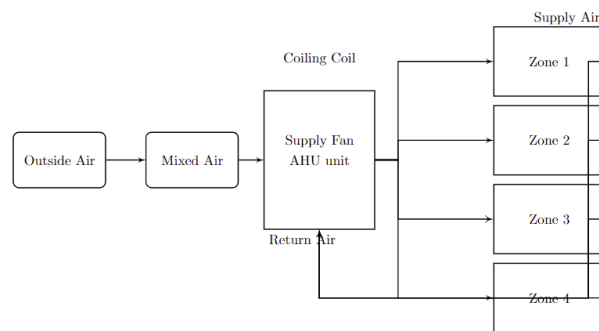 Supply Air
Coiling Coil
Zone 1
Supply Fan
AHU unit
Zone 2
Outside Air
Mixed Air
Zone 3
Return Air
Zone 4